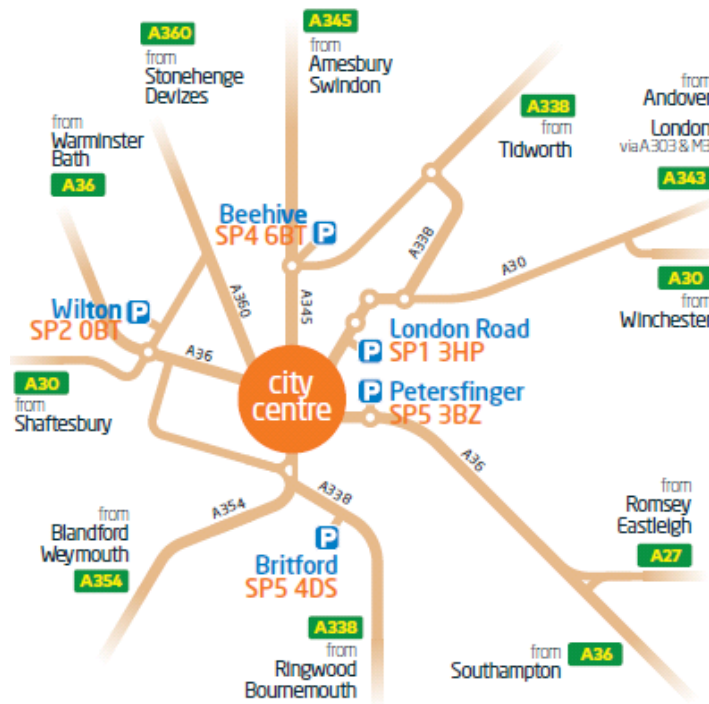 A360
from
Stonehenge
Devizes
A345
from
Amesbury
Swindon
A338
from
Tidworth
from
Andover
London
via A303 & M3
A343
from
Warminster
Bath
A36
Beehive
SP4 6BT
P
A338
A30
A30
from
Winchester
A360
A345
Wilton
SP2 0BT
P
A36
London Road
SP1 3HP
P
city
centre
P
Petersfinger
SP5 3BZ
A30
from
Shaftesbury
A36
from
Romsey
Eastleigh
A27
A354
A338
from
Blandford
Weymouth
A354
P
Britford
SP5 4DS
A338
from
Ringwood
Bournemouth
from
Southampton
A36